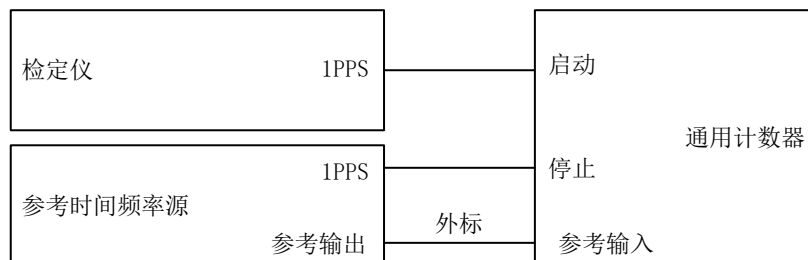 检定仪 1PPS
启动
通用计数器
1PPS
停止
参考时间频率源
外标
参考输出
参考输入